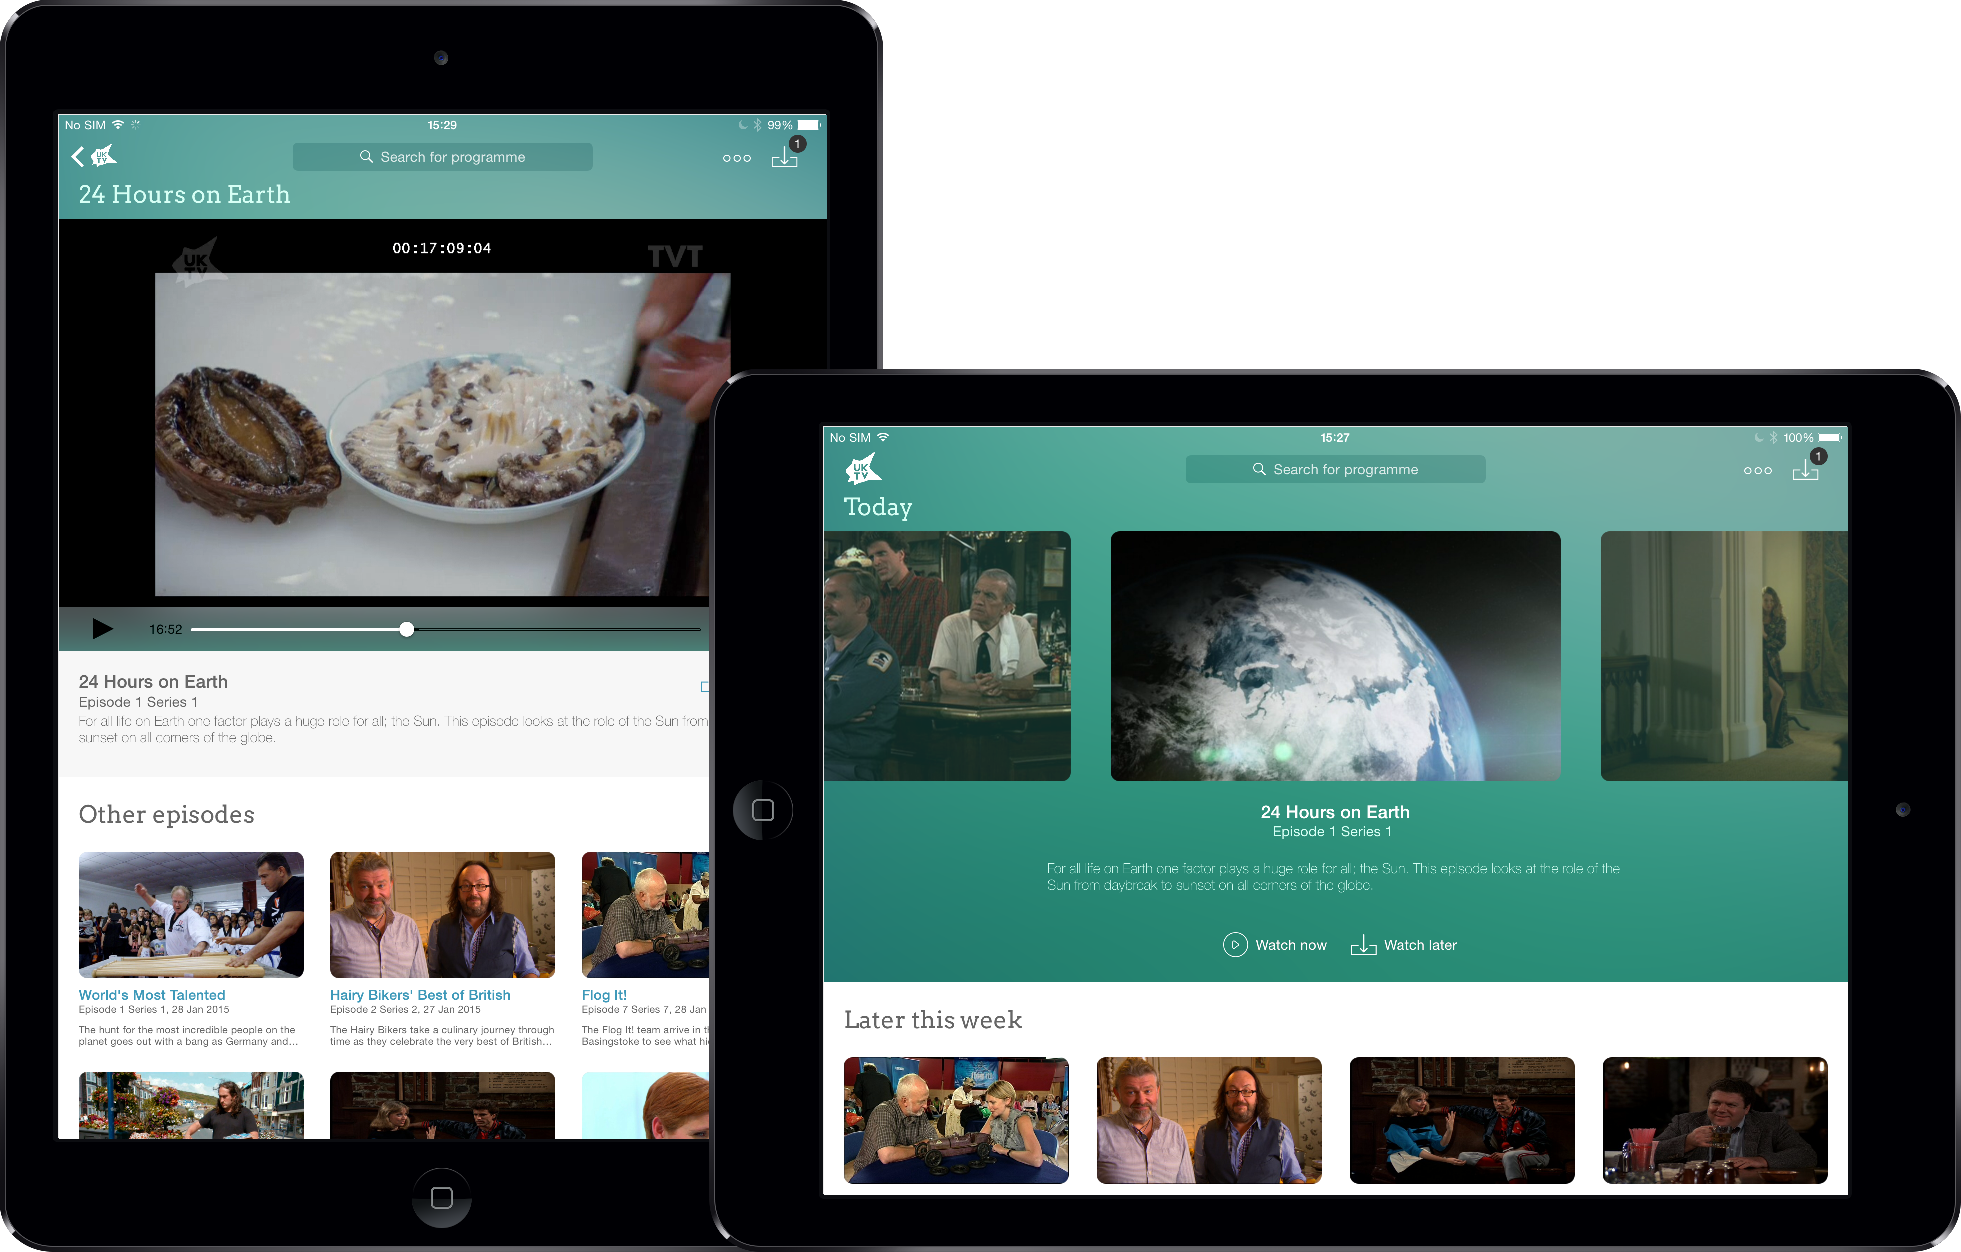 No SIM 15:29 99%
UK TV
Search for programme
1
24 Hours on Earth
UK TV
00:17:09:04
TVT
16:52
24 Hours on Earth
Episode 1 Series 1
For all life on Earth one factor plays a huge role for all; the Sun. This episode looks at the role of the Sun from
sunset on all corners of the globe.
Other episodes
World's Most Talented
Episode 1 Series 1, 28 Jan 2015
The hunt for the most incredible people on the
planet goes out with a bang as Germany and...
Hairy Bikers' Best of British
Episode 2 Series 2, 27 Jan 2015
The Hairy Bikers take a culinary journey through
time as they celebrate the very best of British...
Flog It!
Episode 7 Series 7, 28 Jan
The Flog It! team arrive in
Basingstoke to see what
No SIM 15:27 100%
UK TV
Search for programme
1
Today
24 Hours on Earth
Episode 1 Series 1
For all life on Earth one factor plays a huge role for all; the Sun. This episode looks at the role of the
Sun from daybreak to sunset on all corners of the globe.
Watch now
Watch later
Later this week